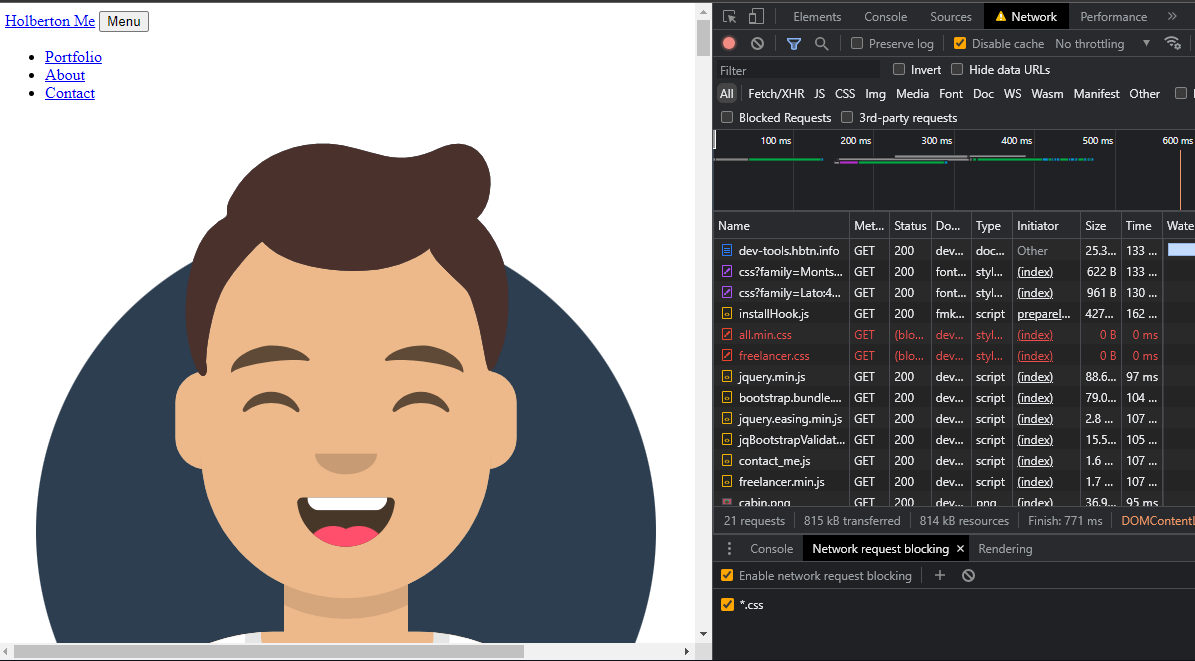 Holberton Me Menu
Portfolio
About
Contact
Elements Console Sources Network Performance »
Preserve log Disable cache No throttling
Filter Invert Hide data URLs
All Fetch/XHR JS CSS Img Media Font Doc WS Wasm Manifest Other
Blocked Requests 3rd-party requests
100 ms 200 ms 300 ms 400 ms 500 ms 600 ms
Name Met... Status Do... Type Initiator Size Time Wate
dev-tools.hbtn.info GET 200 dev... doc... Other 25.3... 133 ...
css?family=Monts... GET 200 font... styl... (index) 622 B 133 ...
css?family=Lato:4... GET 200 font... styl... (index) 961 B 130 ...
installHook.js GET 200 fmk... script preparel... 427... 162 ...
all.min.css GET (blo... dev... styl... (index) 0 B 0 ms
freelancer.css GET (blo... dev... styl... (index) 0 B 0 ms
jquery.min.js GET 200 dev... script (index) 88.6... 97 ms
bootstrap.bundle.... GET 200 dev... script (index) 79.0... 104 ...
jquery.easing.min.js GET 200 dev... script (index) 2.8 ... 107 ...
jqBootstrapValidat... GET 200 dev... script (index) 15.5... 105 ...
contact_me.js GET 200 dev... script (index) 1.6 ... 107 ...
freelancer.min.js GET 200 dev... script (index) 1.7 ... 107 ...
cabin.png GET 200 dev... png (index) 36.9... 95 ms
21 requests 815 kB transferred 814 kB resources Finish: 771 ms DOMContentL
Console Network request blocking × Rendering
Enable network request blocking
*.css